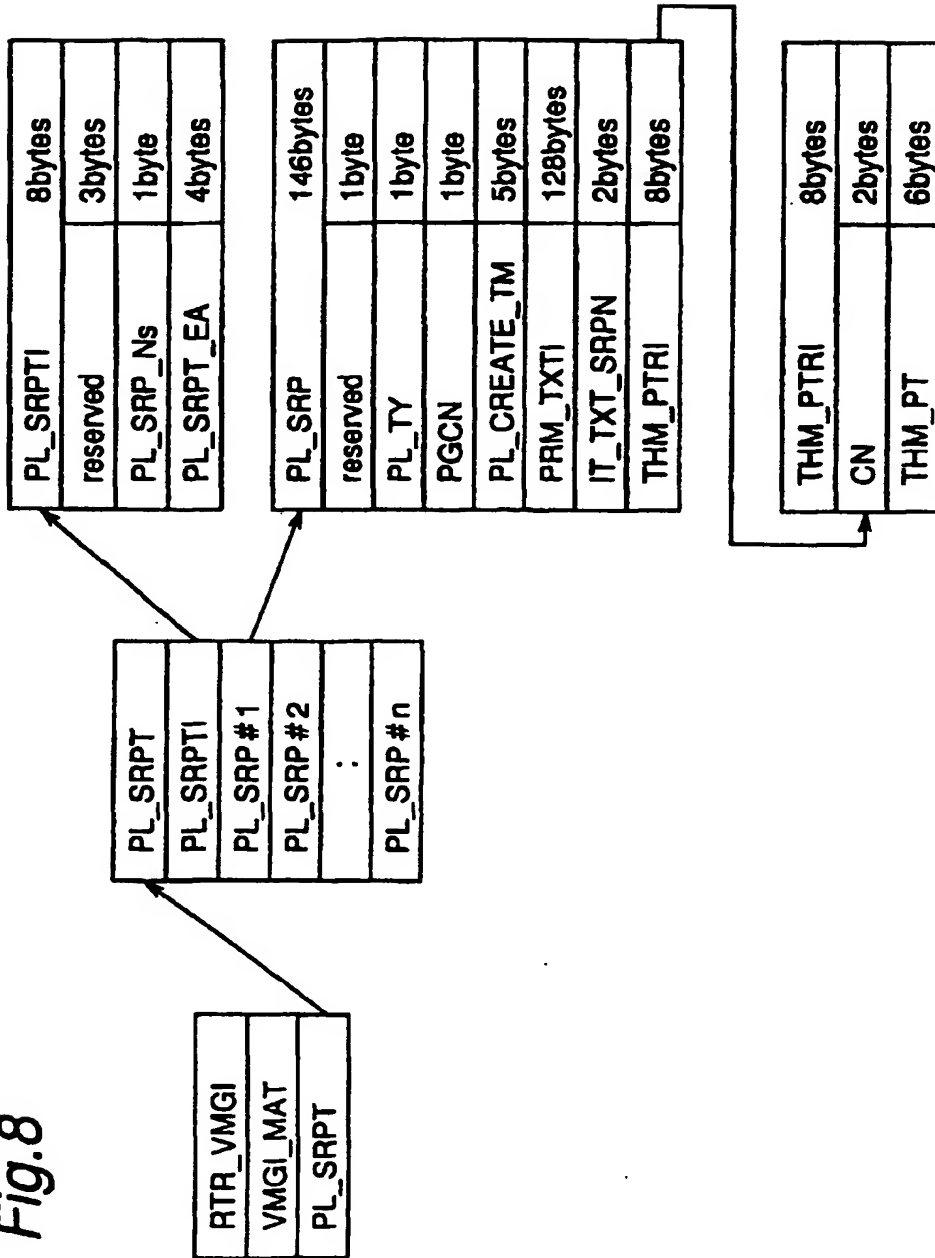 Fig.8
RTR_VMGI
VMGI_MAT
PL_SRPT
PL_SRPT
PL_SRPTI
PL_SRP#1
PL_SRP#2
:
PL_SRP#n
PL_SRPTI 8bytes
reserved 3bytes
PL_SRP_Ns 1byte
PL_SRPT_EA 4bytes
PL_SRP 146bytes
reserved 1byte
PL_TY 1byte
PGCN 1byte
PL_CREATE_TM 5bytes
PRM_TXTI 128bytes
IT_TXT_SRPN 2bytes
THM_PTRI 8bytes
THM_PTRI 8bytes
CN 2bytes
THM_PT 6bytes